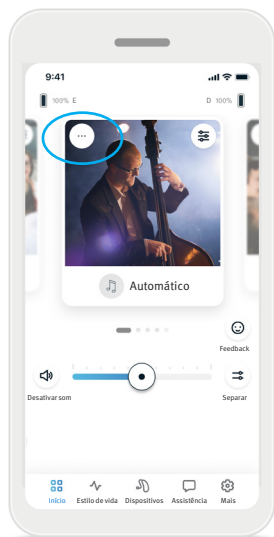 9:41
100% E D 100%
Automático
Feedback
Desativar som Separar
Início Estilo de vida Dispositivos Assistência Mais